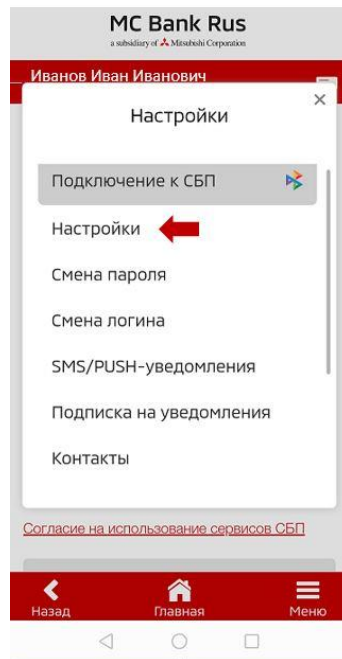 MC Bank Rus
a subsidiary of Mitsubishi Corporation
Иванов Иван Иванович
Настройки
Подключение к СБП
Настройки
Смена пароля
Смена логина
SMS/PUSH-уведомления
Подписка на уведомления
Контакты
Согласие на использование сервисов СБП
Назад Главная Меню